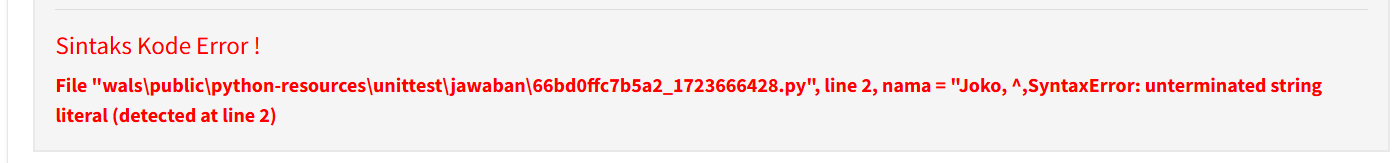 Sintaks Kode Error !
File "wals\public\python-resources\unittest\jawaban\66bd0ffc7b5a2_1723666428.py", line 2, nama = "Joko, ^,SyntaxError: unterminated string
literal (detected at line 2)